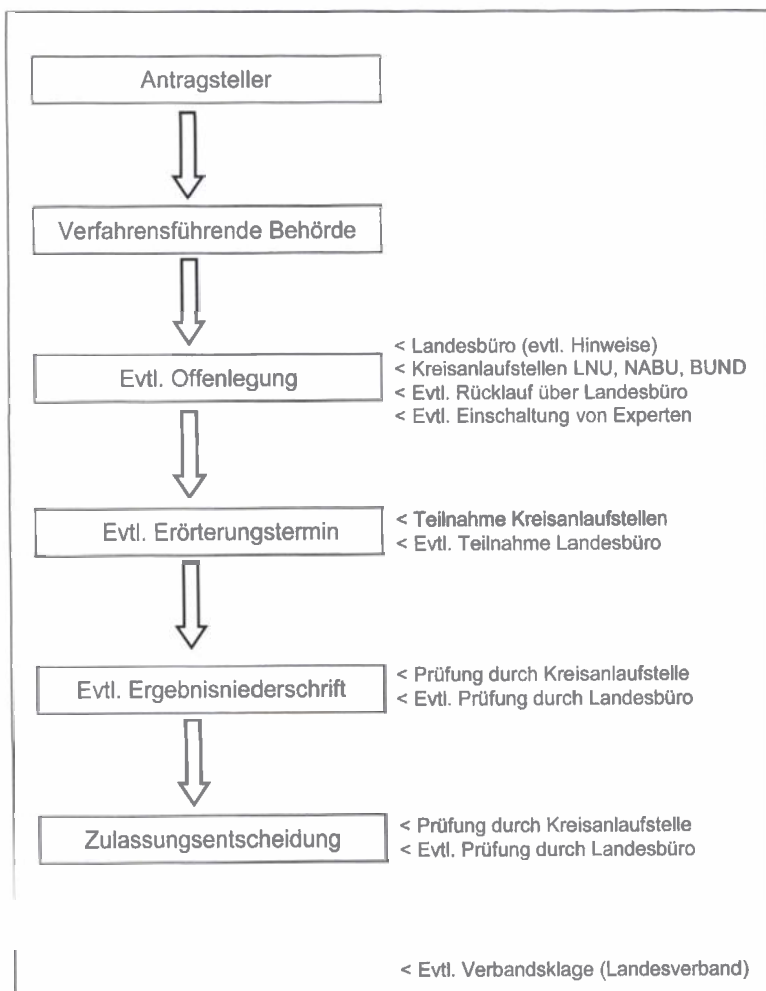 Antragsteller
Verfahrensführende Behörde
Evtl. Offenlegung
< Landesbüro (evtl. Hinweise)
< Kreisanlaufstellen LNU, NABU, BUND
< Evtl. Rücklauf über Landesbüro
< Evtl. Einschaltung von Experten
Evtl. Erörterungstermin
< Teilnahme Kreisanlaufstellen
< Evtl. Teilnahme Landesbüro
Evtl. Ergebnisniederschrift
< Prüfung durch Kreisanlaufstelle
< Evtl. Prüfung durch Landesbüro
Zulassungsentscheidung
< Prüfung durch Kreisanlaufstelle
< Evtl. Prüfung durch Landesbüro
< Evtl. Verbandsklage (Landesverband)